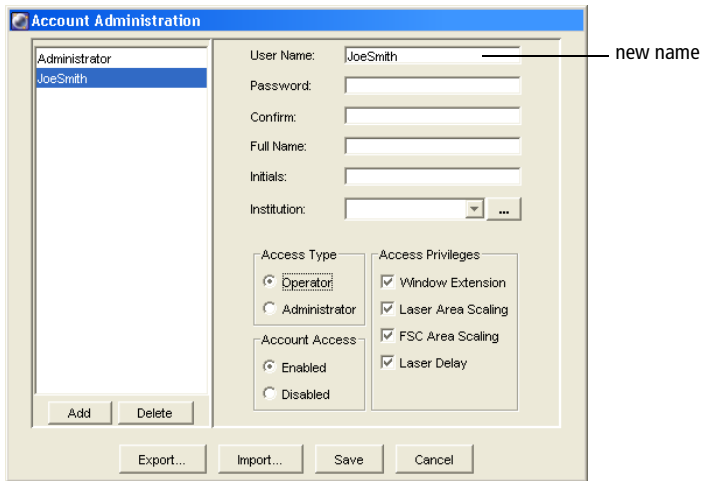 Account Administration
Administrator
JoeSmith
User Name: JoeSmith
new name
Password:
Confirm:
Full Name:
Initials:
Institution: ...
Access Type
Operator
Administrator
Access Privileges
Window Extension
Laser Area Scaling
FSC Area Scaling
Laser Delay
Account Access
Enabled
Disabled
Add Delete
Export... Import... Save Cancel